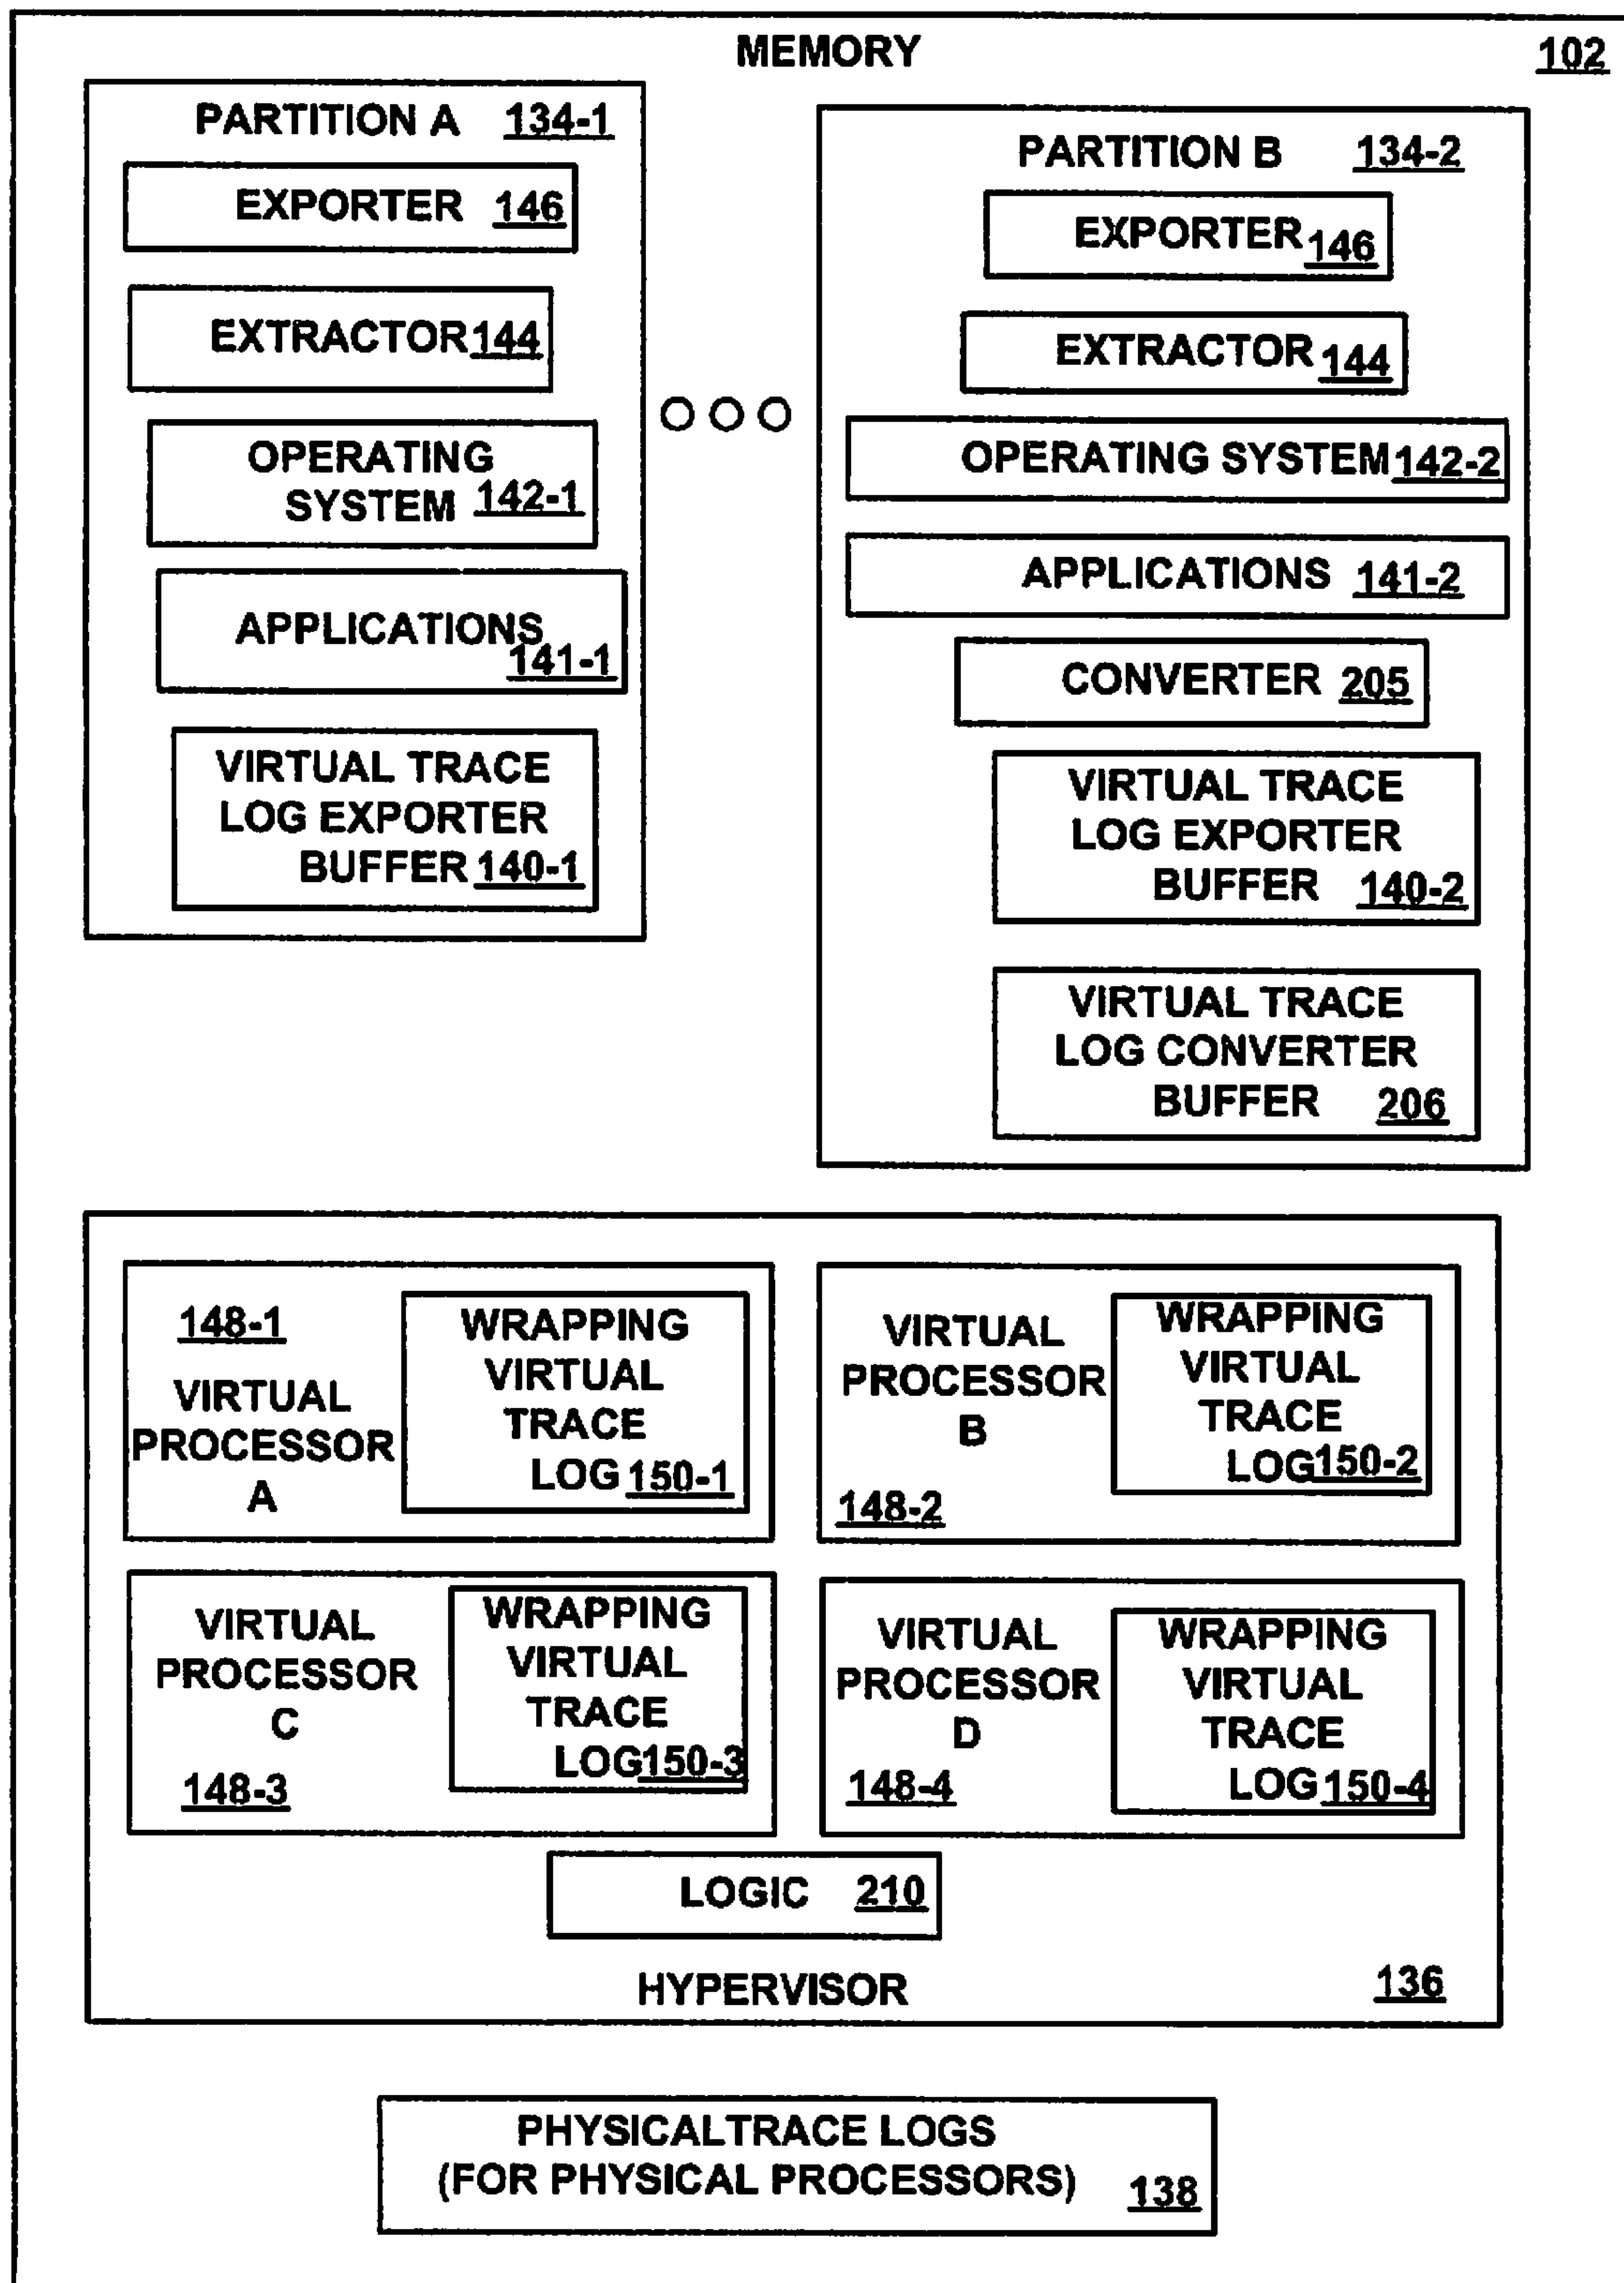 MEMORY 102
PARTITION A 134-1
EXPORTER 146
EXTRACTOR 144
OPERATING
SYSTEM 142-1
APPLICATIONS
141-1
VIRTUAL TRACE
LOG EXPORTER
BUFFER 140-1
PARTITION B 134-2
EXPORTER 146
EXTRACTOR 144
OPERATING SYSTEM 142-2
APPLICATIONS 141-2
CONVERTER 205
VIRTUAL TRACE
LOG EXPORTER
BUFFER 140-2
VIRTUAL TRACE
LOG CONVERTER
BUFFER 206
148-1
VIRTUAL
PROCESSOR
A
WRAPPING
VIRTUAL
TRACE
LOG 150-1
VIRTUAL
PROCESSOR
B
148-2
WRAPPING
VIRTUAL
TRACE
LOG 150-2
VIRTUAL
PROCESSOR
C
148-3
WRAPPING
VIRTUAL
TRACE
LOG 150-3
VIRTUAL
PROCESSOR
D
148-4
WRAPPING
VIRTUAL
TRACE
LOG 150-4
LOGIC 210
HYPERVISOR 136
PHYSICALTRACE LOGS
(FOR PHYSICAL PROCESSORS) 138